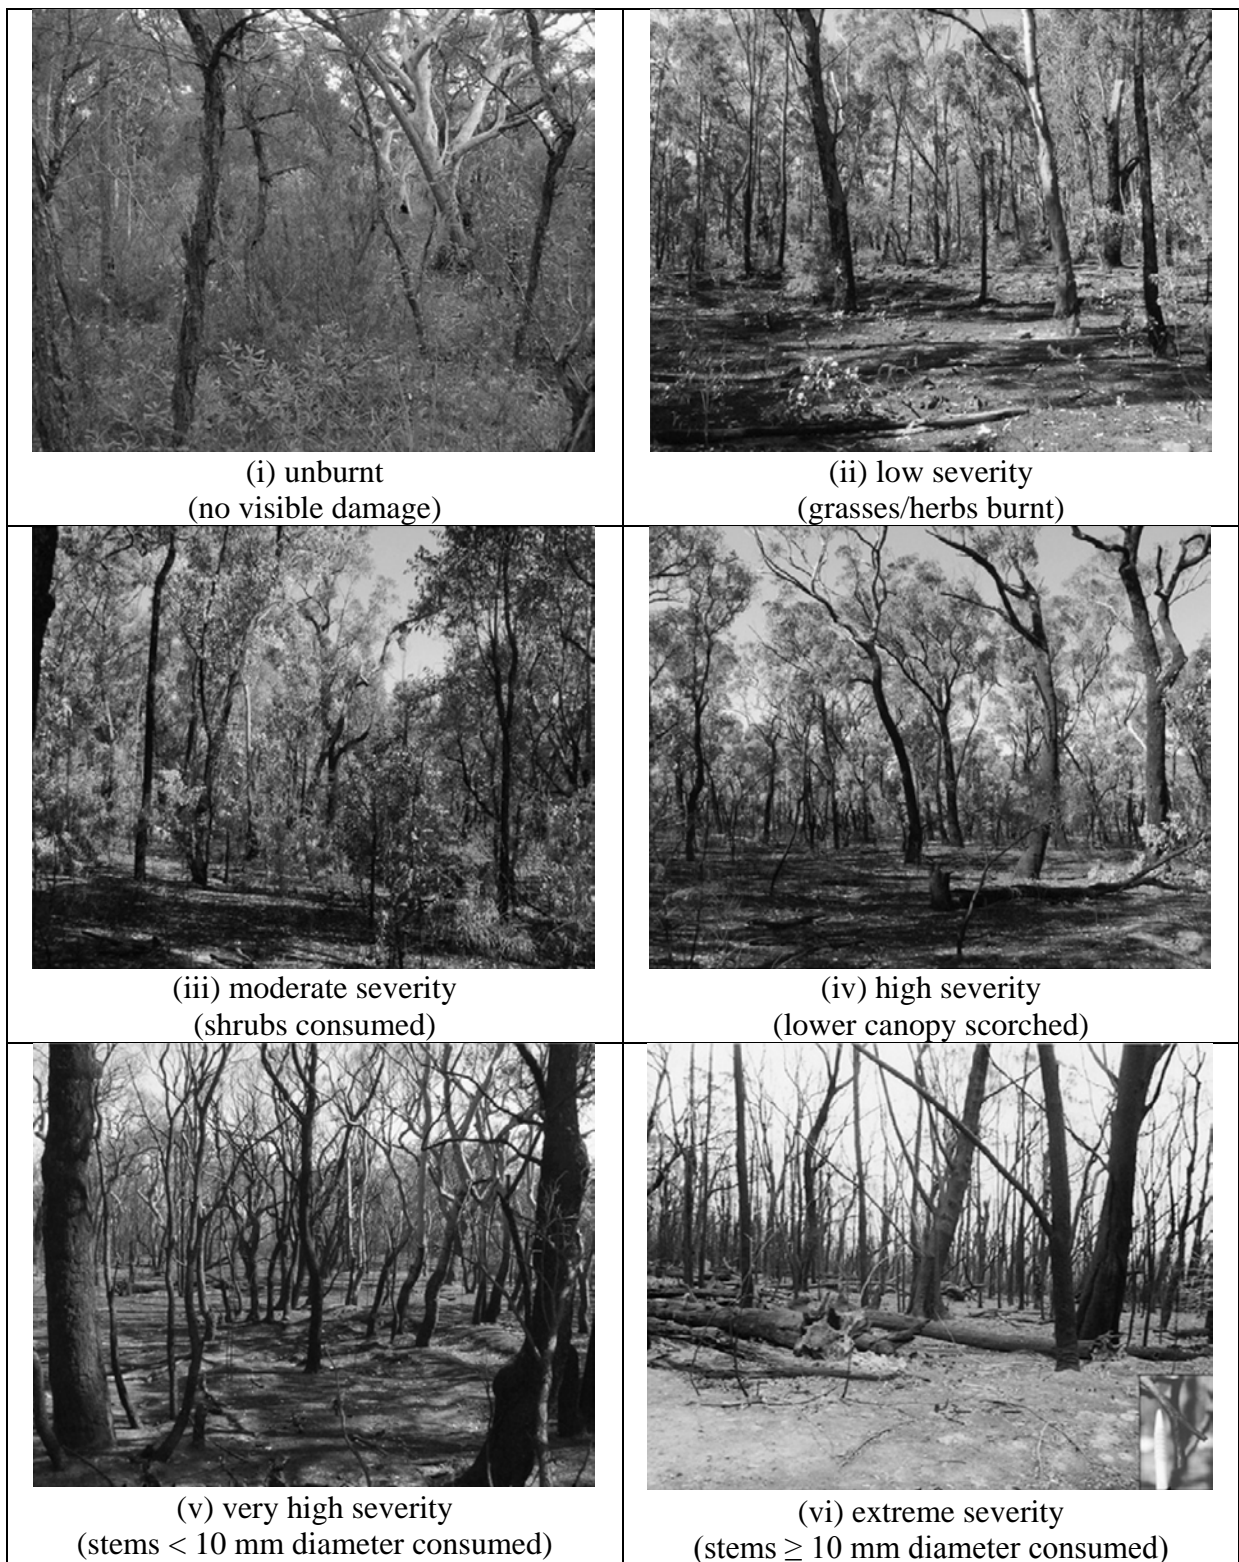 (i) unburnt
(no visible damage)
(ii) low severity
(grasses/herbs burnt)
(iii) moderate severity
(shrubs consumed)
(iv) high severity
(lower canopy scorched)
(v) very high severity
(stems < 10 mm diameter consumed)
(vi) extreme severity
(stems ≥ 10 mm diameter consumed)